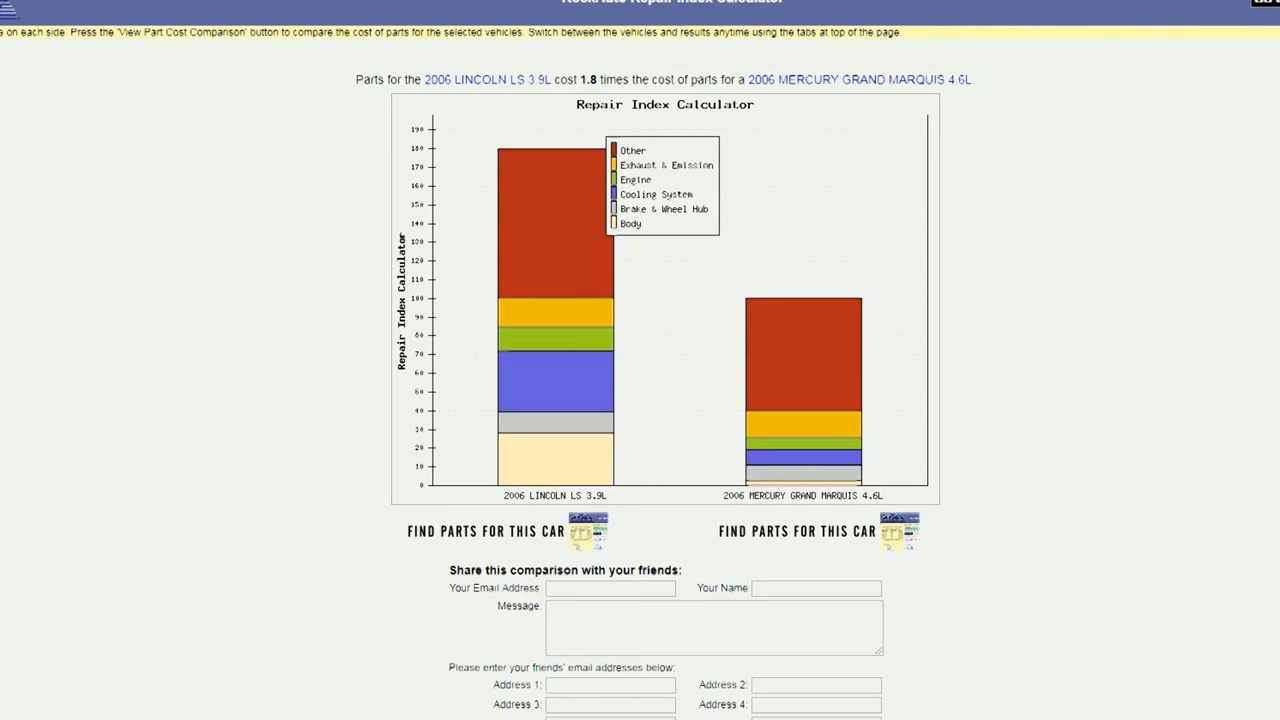 RockAuto Repair Index Calculator
e on each side. Press the 'View Part Cost Comparison' button to compare the cost of parts for the selected vehicles. Switch between the vehicles and results anytime using the tabs at top of the page.
Parts for the 2006 LINCOLN LS 3.9L cost 1.8 times the cost of parts for a 2006 MERCURY GRAND MARQUIS 4.6L.
Repair Index Calculator
190
180
170
160
150
140
130
120
110
100
90
80
70
60
50
40
30
20
10
0
Repair Index Calculator
Other
Exhaust & Emission
Engine
Cooling System
Brake & Wheel Hub
Body
2006 LINCOLN LS 3.9L 2006 MERCURY GRAND MARQUIS 4.6L
FIND PARTS FOR THIS CAR FIND PARTS FOR THIS CAR
Share this comparison with your friends:
Your Email Address: Your Name
Message:
Please enter your friends' email addresses below:
Address 1: Address 2:
Address 3: Address 4: